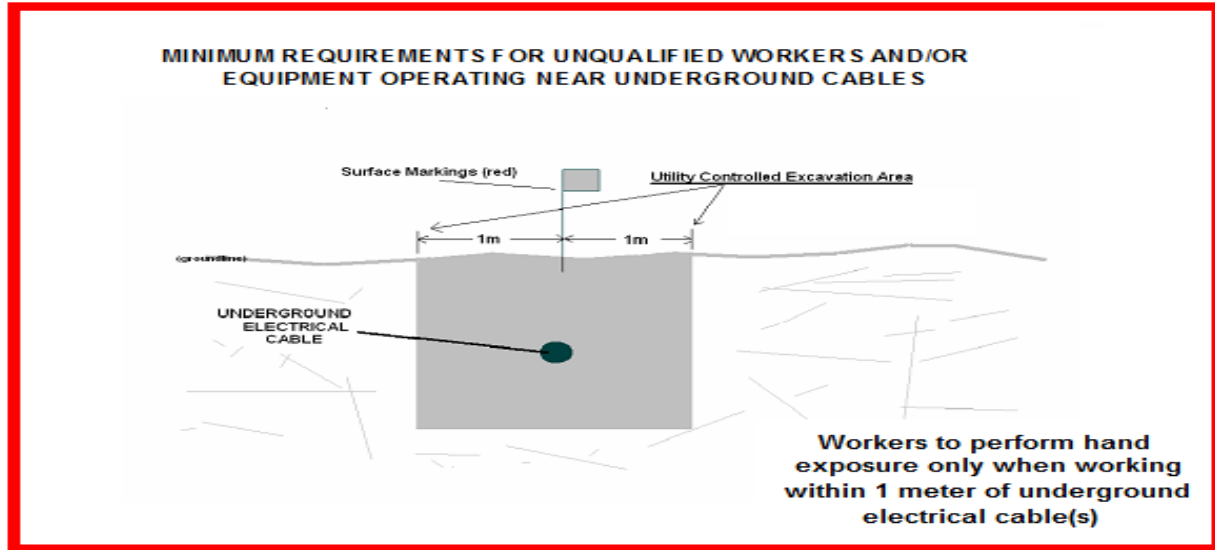 MINIMUM REQUIREMENTS FOR UNQUALIFIED WORKERS AND/OR
EQUIPMENT OPERATING NEAR UNDERGROUND CABLES
Surface Markings (red)
Utility Controlled Excavation Area
1m
1m
(groundline)
UNDERGROUND
ELECTRICAL
CABLE
Workers to perform hand
exposure only when working
within 1 meter of underground
electrical cable(s)